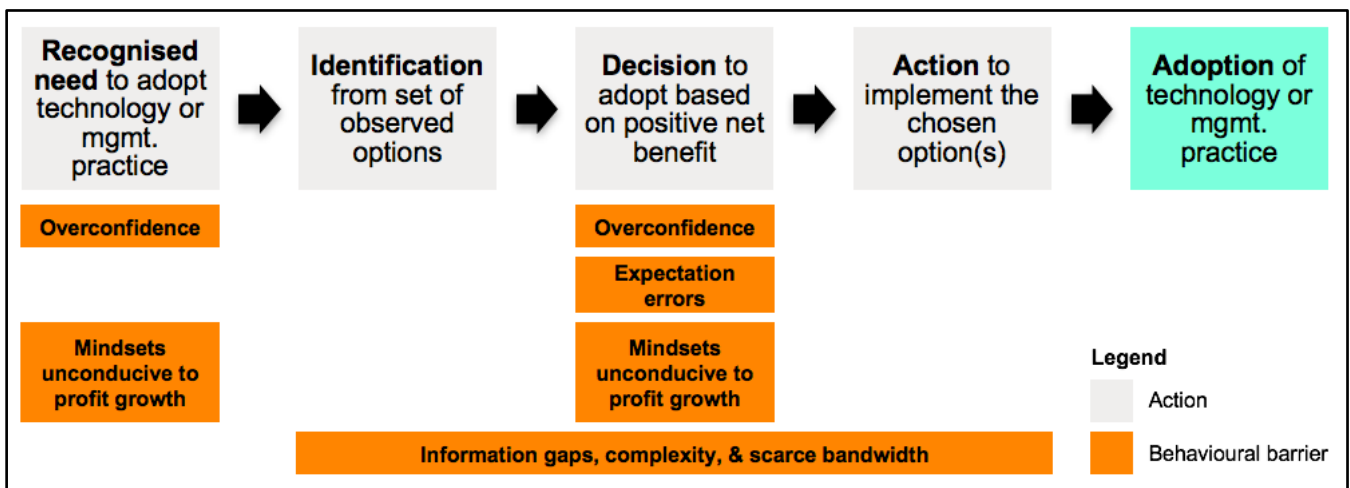 Recognised
need to adopt
technology or
mgmt.
practice
Identification
from set of
observed
options
Decision to
adopt based
on positive net
benefit
Action to
implement the
chosen
option(s)
Adoption of
technology or
mgmt.
practice
Overconfidence
Overconfidence
Expectation
errors
Mindsets
unconducive to
profit growth
Mindsets
unconducive to
profit growth
Information gaps, complexity, & scarce bandwidth
Legend
Action
Behavioural barrier